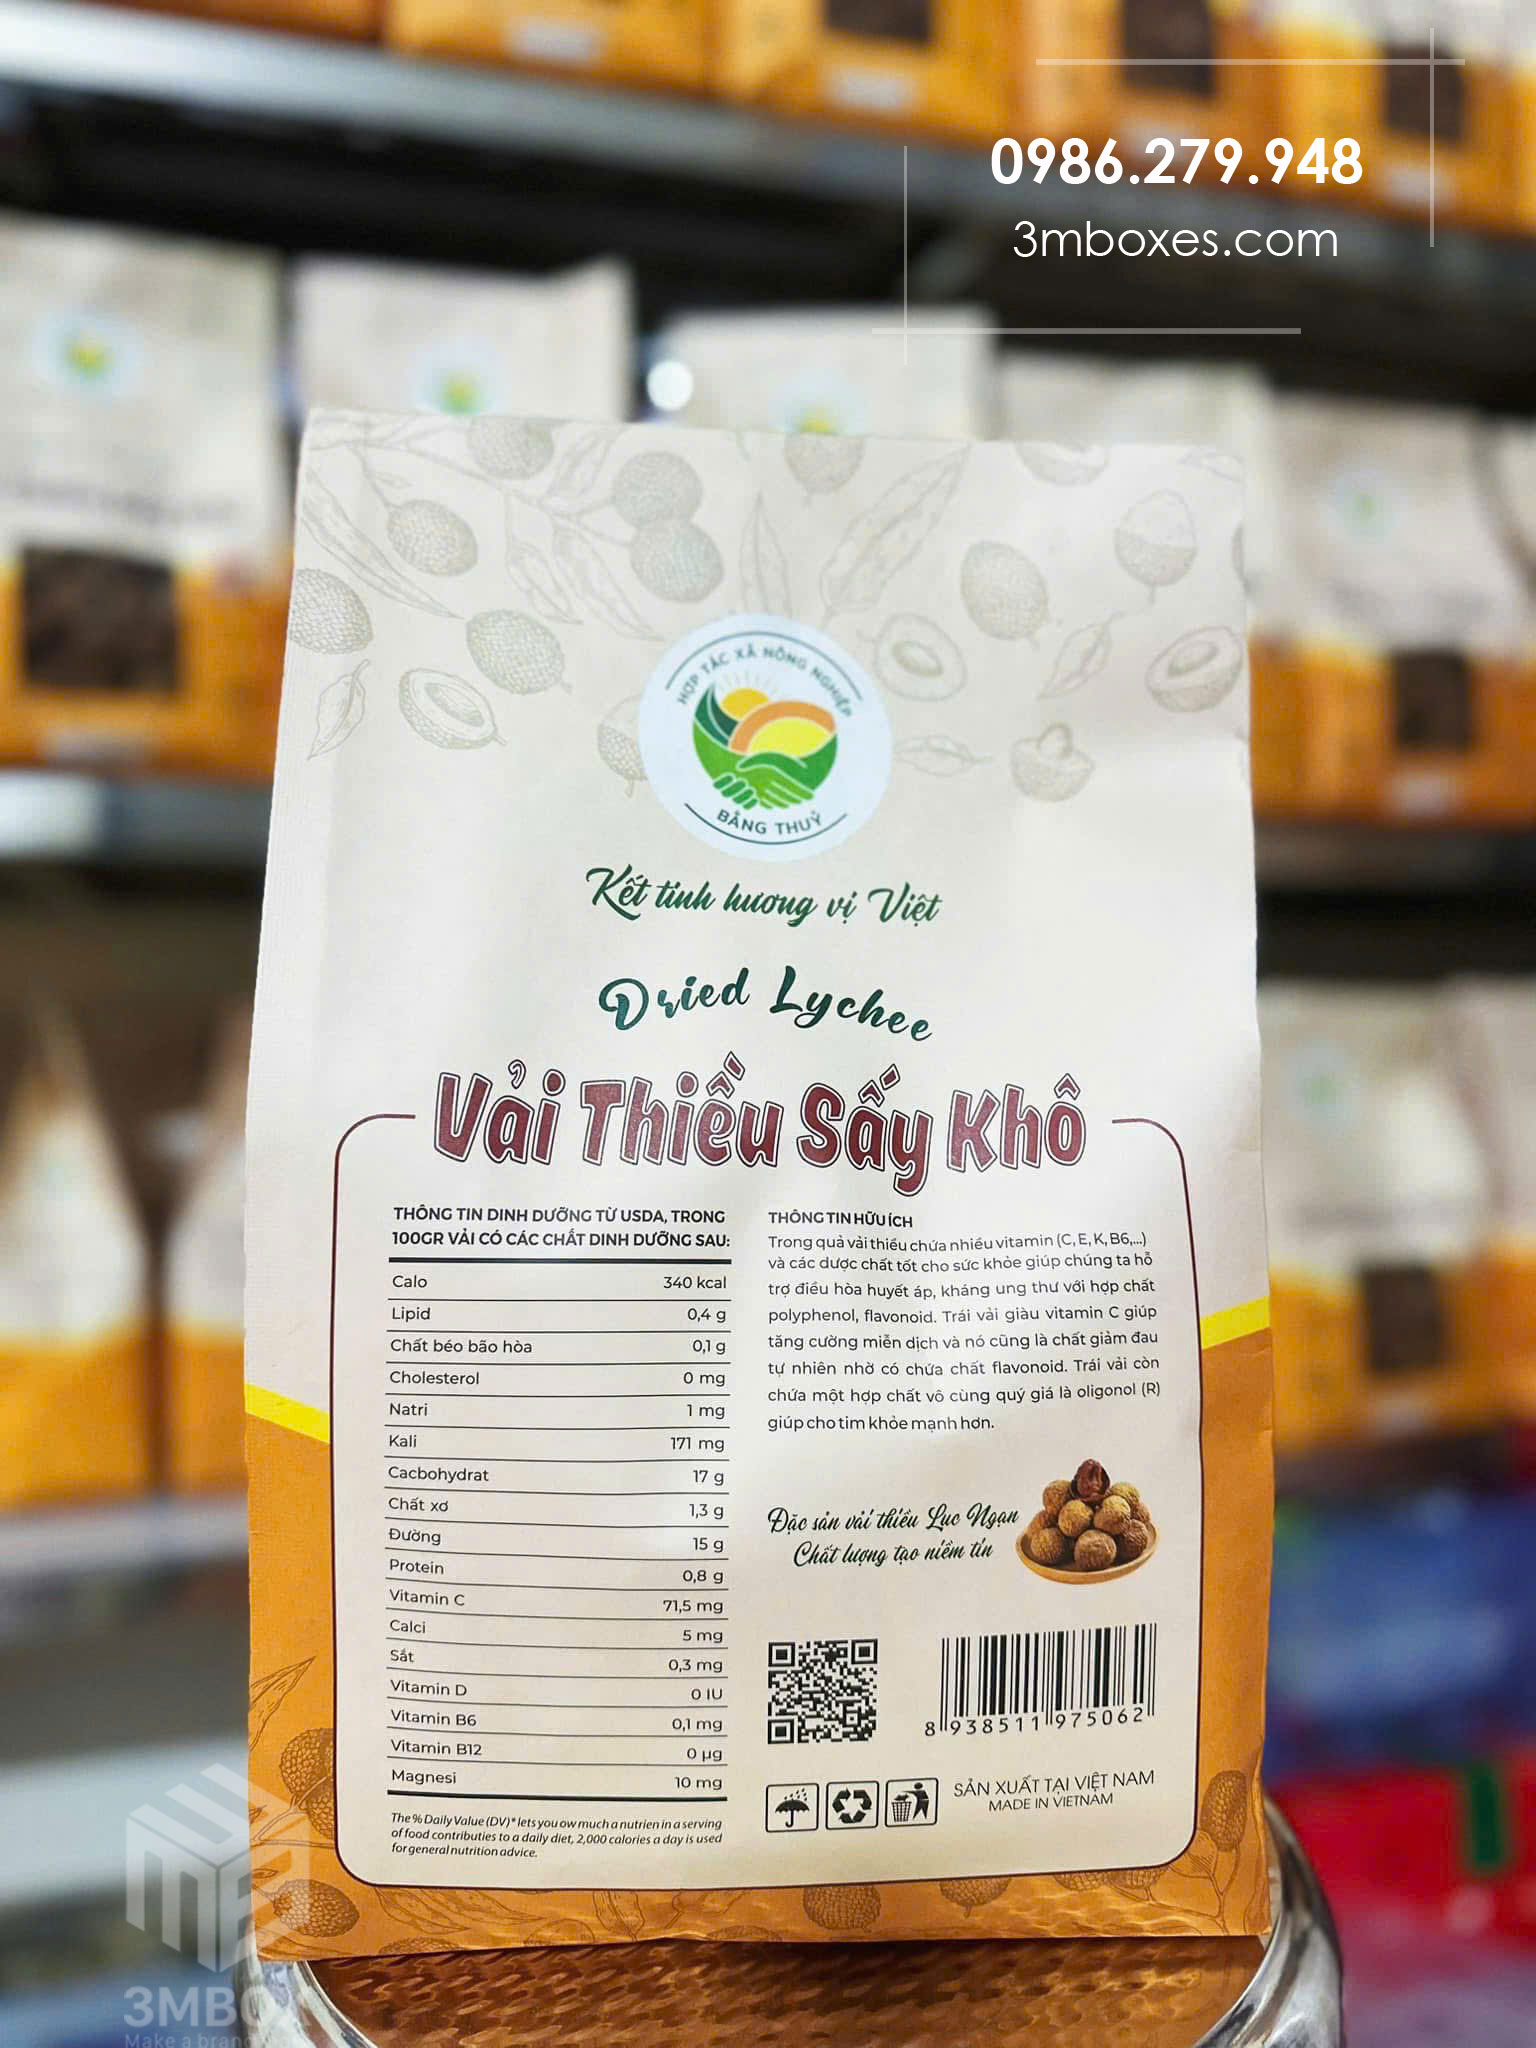 0986.279.948
3mboxes.com
HỢP TÁC XÃ NÔNG NGHIỆP
BẰNG THUỶ
Kết tinh hương vị Việt
Dried Lychee
Vải Thiều Sấy Khô
THÔNG TIN DINH DƯỠNG TỪ USDA, TRONG
100GR VẢI CÓ CÁC CHẤT DINH DƯỠNG SAU:
Calo 340 kcal
Lipid 0,4 g
Chất béo bão hòa 0,1 g
Cholesterol 0 mg
Natri 1 mg
Kali 171 mg
Cacbohydrat 17 g
Chất xơ 1,3 g
Đường 15 g
Protein 0,8 g
Vitamin C 71,5 mg
Calci 5 mg
Sắt 0,3 mg
Vitamin D 0 IU
Vitamin B6 0,1 mg
Vitamin B12 0 µg
Magnesi 10 mg
The % Daily Value (DV)* lets you ow much a nutrien in a serving
of food contributies to a daily diet, 2,000 calories a day is used
for general nutrition advice.
THÔNG TIN HỮU ÍCH
Trong quả vải thiều chứa nhiều vitamin (C, E, K, B6,...)
và các dược chất tốt cho sức khỏe giúp chúng ta hỗ
trợ điều hòa huyết áp, kháng ung thư với hợp chất
polyphenol, flavonoid. Trái vải giàu vitamin C giúp
tăng cường miễn dịch và nó cũng là chất giảm đau
tự nhiên nhờ có chứa chất flavonoid. Trái vải còn
chứa một hợp chất vô cùng quý giá là oligonol (R)
giúp cho tim khỏe mạnh hơn.
Đặc sản vải thiều Lục Ngạn
Chất lượng tạo niềm tin
8 938511 975062
SẢN XUẤT TẠI VIỆT NAM
MADE IN VIETNAM
3MBOX
Make a brand